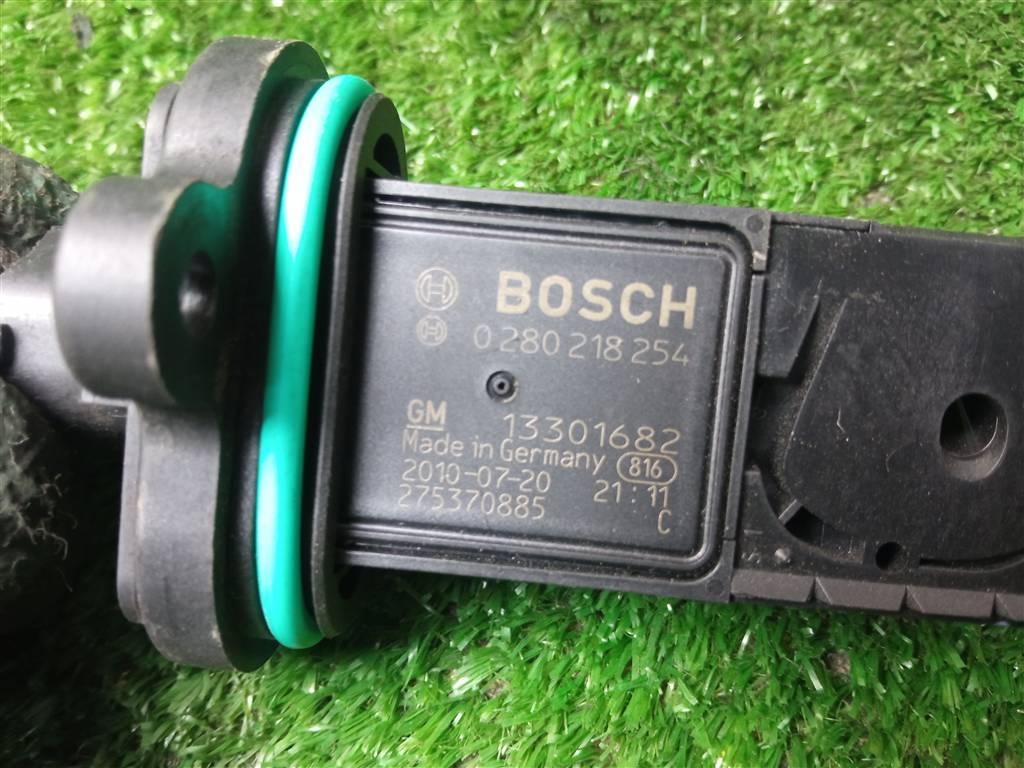 BOSCH
0 280 218 254
GM 13301682
Made in Germany 816
2010-07-20 21:11
275370885 C